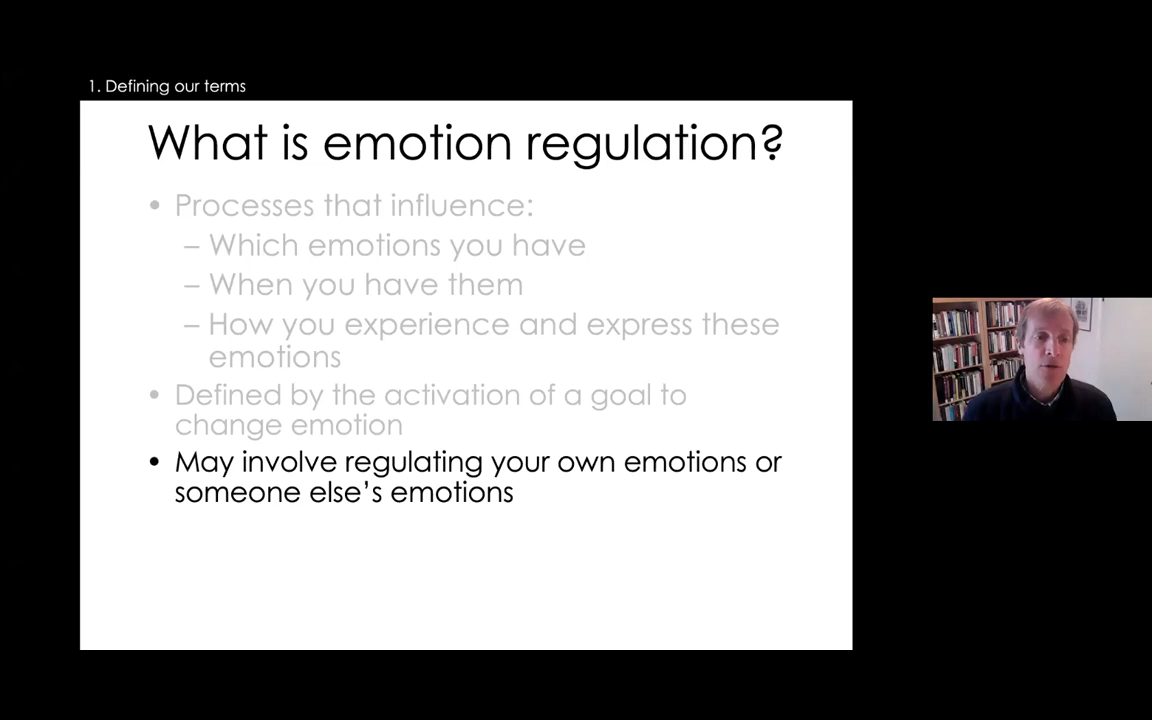 1. Defining our terms
What is emotion regulation?
• Processes that influence:
– Which emotions you have
– When you have them
– How you experience and express these
emotions
• Defined by the activation of a goal to
change emotion
• May involve regulating your own emotions or
someone else’s emotions